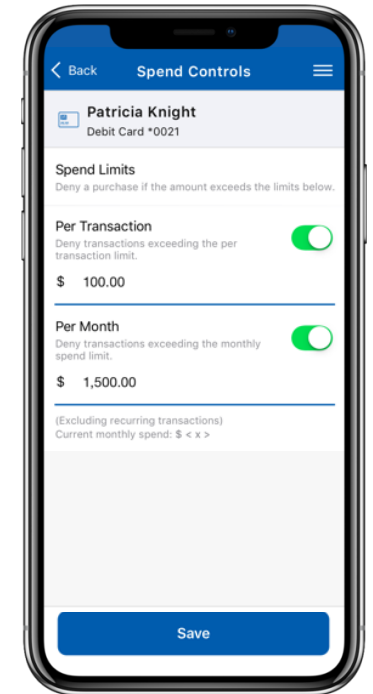 Back
Spend Controls
Patricia Knight
Debit Card *0021
Spend Limits
Deny a purchase if the amount exceeds the limits below.
Per Transaction
Deny transactions exceeding the per
transaction limit.
$ 100.00
Per Month
Deny transactions exceeding the monthly
spend limit.
$ 1,500.00
(Excluding recurring transactions)
Current monthly spend: $ < x >
Save